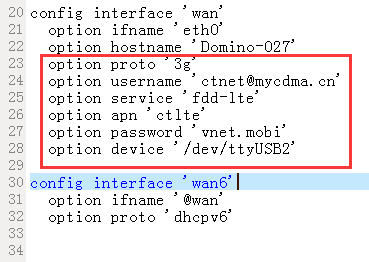 20 config interface 'wan'
21 option ifname 'eth0'
22 option hostname 'Domino-027'
23 option proto '3g'
24 option username 'ctnet@mycdma.cn'
25 option service 'fdd-lte'
26 option apn 'ctlte'
27 option password 'vnet.mobi'
28 option device '/dev/ttyUSB2'
29
30 config interface 'wan6'
31 option ifname '@wan'
32 option proto 'dhcpv6'
33
34